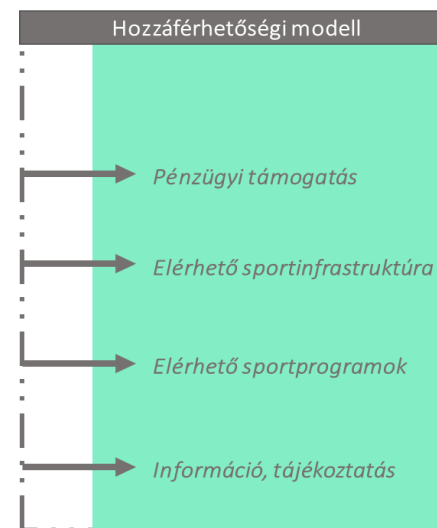 Hozzáférhetőségi modell
Pénzügyi támogatás
Elérhető sportinfrastruktúra
Elérhető sportprogramok
Információ, tájékoztatás